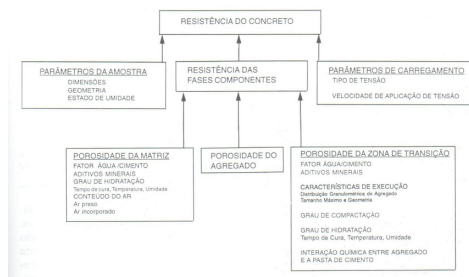 RESISTÊNCIA DO CONCRETO
PARÂMETROS DA AMOSTRA
DIMENSÕES
GEOMETRIA
ESTADO DE UMIDADE
RESISTÊNCIA DAS
FASES COMPONENTES
PARÂMETROS DE CARREGAMENTO
TIPO DE TENSÃO
VELOCIDADE DE APLICAÇÃO DE TENSÃO
POROSIDADE DA MATRIZ
FATOR ÁGUA /CIMENTO
ADITIVOS MINERAIS
GRAU DE HIDRATAÇÃO
Tempo de cura, Temperatura, Umidade
CONTEÚDO DO AR
Ar preso
Ar incorporado
POROSIDADE DO
AGREGADO
POROSIDADE DA ZONA DE TRANSIÇÃO
FATOR ÁGUA/CIMENTO
ADITIVOS MINERAIS
CARACTERÍSTICAS DE EXECUÇÃO
Distribuição Granulométrica do Agregado
Tamanho Máximo e Geometria
GRAU DE COMPACTAÇÃO
GRAU DE HIDRATAÇÃO
Tempo de Cura, Temperatura, Umidade
INTERAÇÃO QUÍMICA ENTRE AGREGADO
E A PASTA DE CIMENTO